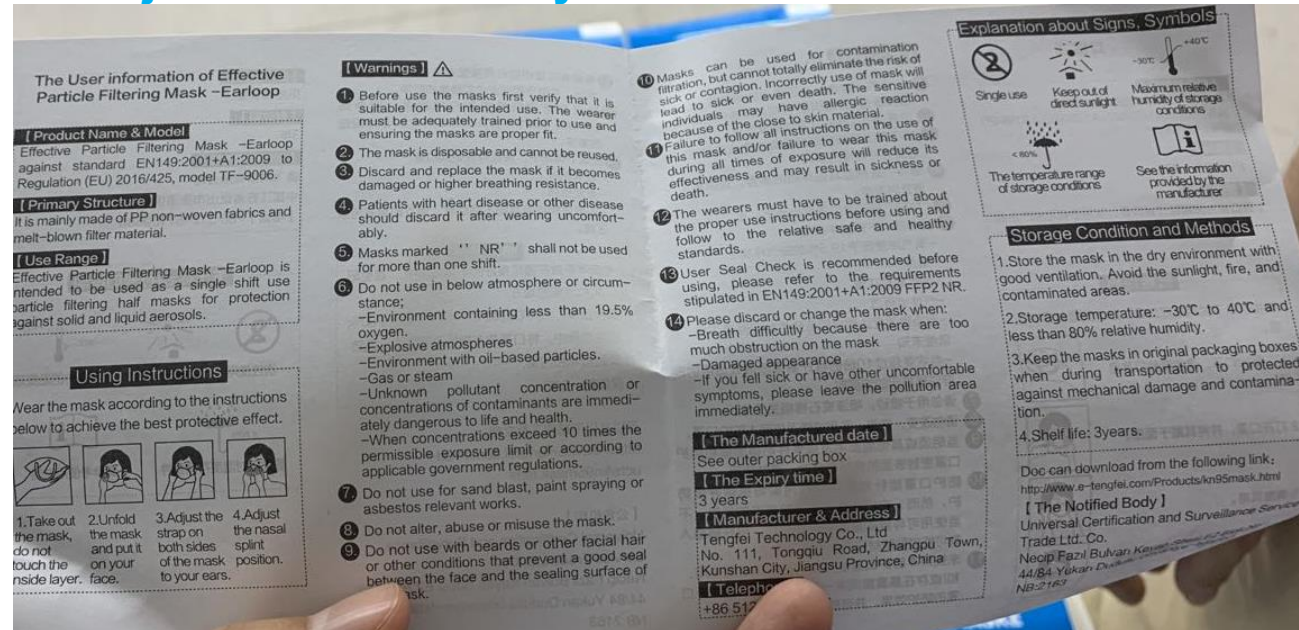 The User information of Effective
Particle Filtering Mask -Earloop
[ Product Name & Model ]
Effective Particle Filtering Mask -Earloop
against standard EN149:2001+A1:2009 to
Regulation (EU) 2016/425, model TF-9006.
[ Primary Structure ]
It is mainly made of PP non-woven fabrics and
melt-blown filter material.
[ Use Range ]
Effective Particle Filtering Mask -Earloop is
ntended to be used as a single shift use
particle filtering half masks for protection
against solid and liquid aerosols.
Using Instructions
Wear the mask according to the instructions
below to achieve the best protective effect.
1.Take out
the mask,
do not
touch the
nside layer.
2.Unfold
the mask
and put it
on your
face.
3.Adjust the
strap on
both sides
of the mask
to your ears.
4.Adjust
the nasal
splint
position.
[ Warnings ]
1 Before use the masks first verify that it is
suitable for the intended use. The wearer
must be adequately trained prior to use and
ensuring the masks are proper fit.
2 The mask is disposable and cannot be reused.
3 Discard and replace the mask if it becomes
damaged or higher breathing resistance.
4 Patients with heart disease or other disease
should discard it after wearing uncomfort-
ably.
5 Masks marked '' NR'' shall not be used
for more than one shift.
6 Do not use in below atmosphere or circum-
stance;
-Environment containing less than 19.5%
oxygen.
-Explosive atmospheres
-Environment with oil-based particles.
-Gas or steam
-Unknown pollutant concentration or
concentrations of contaminants are immedi-
ately dangerous to life and health.
-When concentrations exceed 10 times the
permissible exposure limit or according to
applicable government regulations.
7 Do not use for sand blast, paint spraying or
asbestos relevant works.
8 Do not alter, abuse or misuse the mask.
9 Do not use with beards or other facial hair
or other conditions that prevent a good seal
between the face and the sealing surface of
ask.
10 Masks can be used for contamination
filtration, but cannot totally eliminate the risk of
sick or contagion. Incorrectly use of mask will
lead to sick or even death. The sensitive
individuals may have allergic reaction
because of the close to skin material.
11 Failure to follow all instructions on the use of
this mask and/or failure to wear this mask
during all times of exposure will reduce its
effectiveness and may result in sickness or
death.
12 The wearers must have to be trained about
the proper use instructions before using and
follow to the relative safe and healthy
standards.
13 User Seal Check is recommended before
using, please refer to the requirements
stipulated in EN149:2001+A1:2009 FFP2 NR.
14 Please discard or change the mask when:
-Breath difficultly because there are too
much obstruction on the mask
-Damaged appearance
-If you fell sick or have other uncomfortable
symptoms, please leave the pollution area
immediately.
[ The Manufactured date ]
See outer packing box
[ The Expiry time ]
3 years
[ Manufacturer & Address ]
Tengfei Technology Co., Ltd
No. 111, Tongqiu Road, Zhangpu Town,
Kunshan City, Jiangsu Province, China
[ Telepho
+86 512
Explanation about Signs, Symbols
2
Single use
Keep out of
direct sunlight
-30℃
+40℃
Maximum relative
humidity of storage
conditions
< 80%
The temperature range
of storage conditions
See the information
provided by the
manufacturer
Storage Condition and Methods
1.Store the mask in the dry environment with
good ventilation. Avoid the sunlight, fire, and
contaminated areas.
2.Storage temperature: -30℃ to 40℃ and
less than 80% relative humidity.
3.Keep the masks in original packaging boxes
when during transportation to protected
against mechanical damage and contamina-
tion.
4.Shelf life: 3years.
Doc can download from the following link:
http://www.e-tengfei.com/Products/kn95mask.html
[ The Notified Body ]
Universal Certification and Surveillance Service
Trade Ltd. Co.
Necip Fazıl Bulvarı
44/84 Yukarı
NB:2163